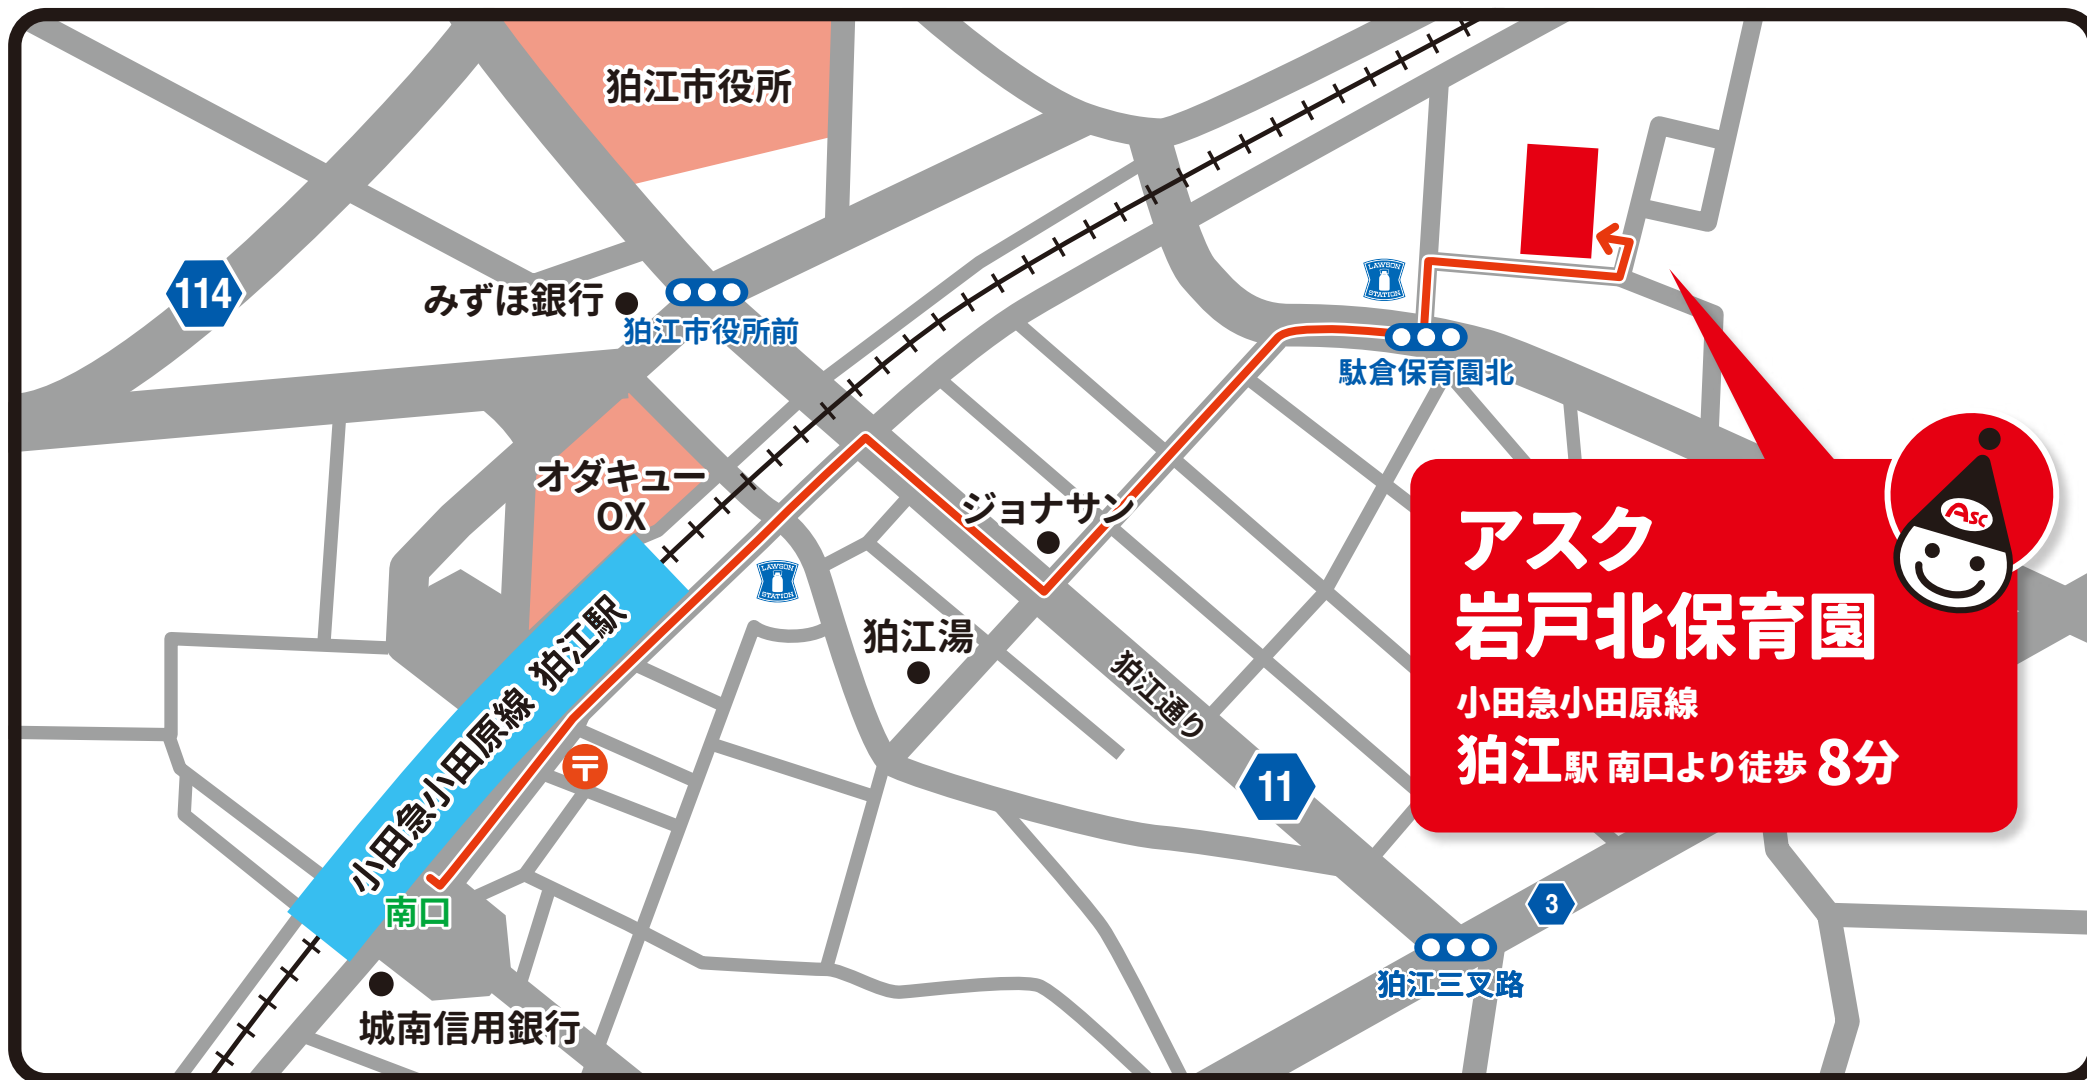 狛江市役所
114
みずほ銀行
狛江市役所前
LAWSON
STATION
駄倉保育園北
オダキュー
OX
ジョナサン
LAWSON
STATION
小田急小田原線 狛江駅
狛江湯
狛江通り
〒
11
南口
城南信用銀行
3
狛江三叉路
ASC
アスク
岩戸北保育園
小田急小田原線
狛江駅 南口より徒歩 8分